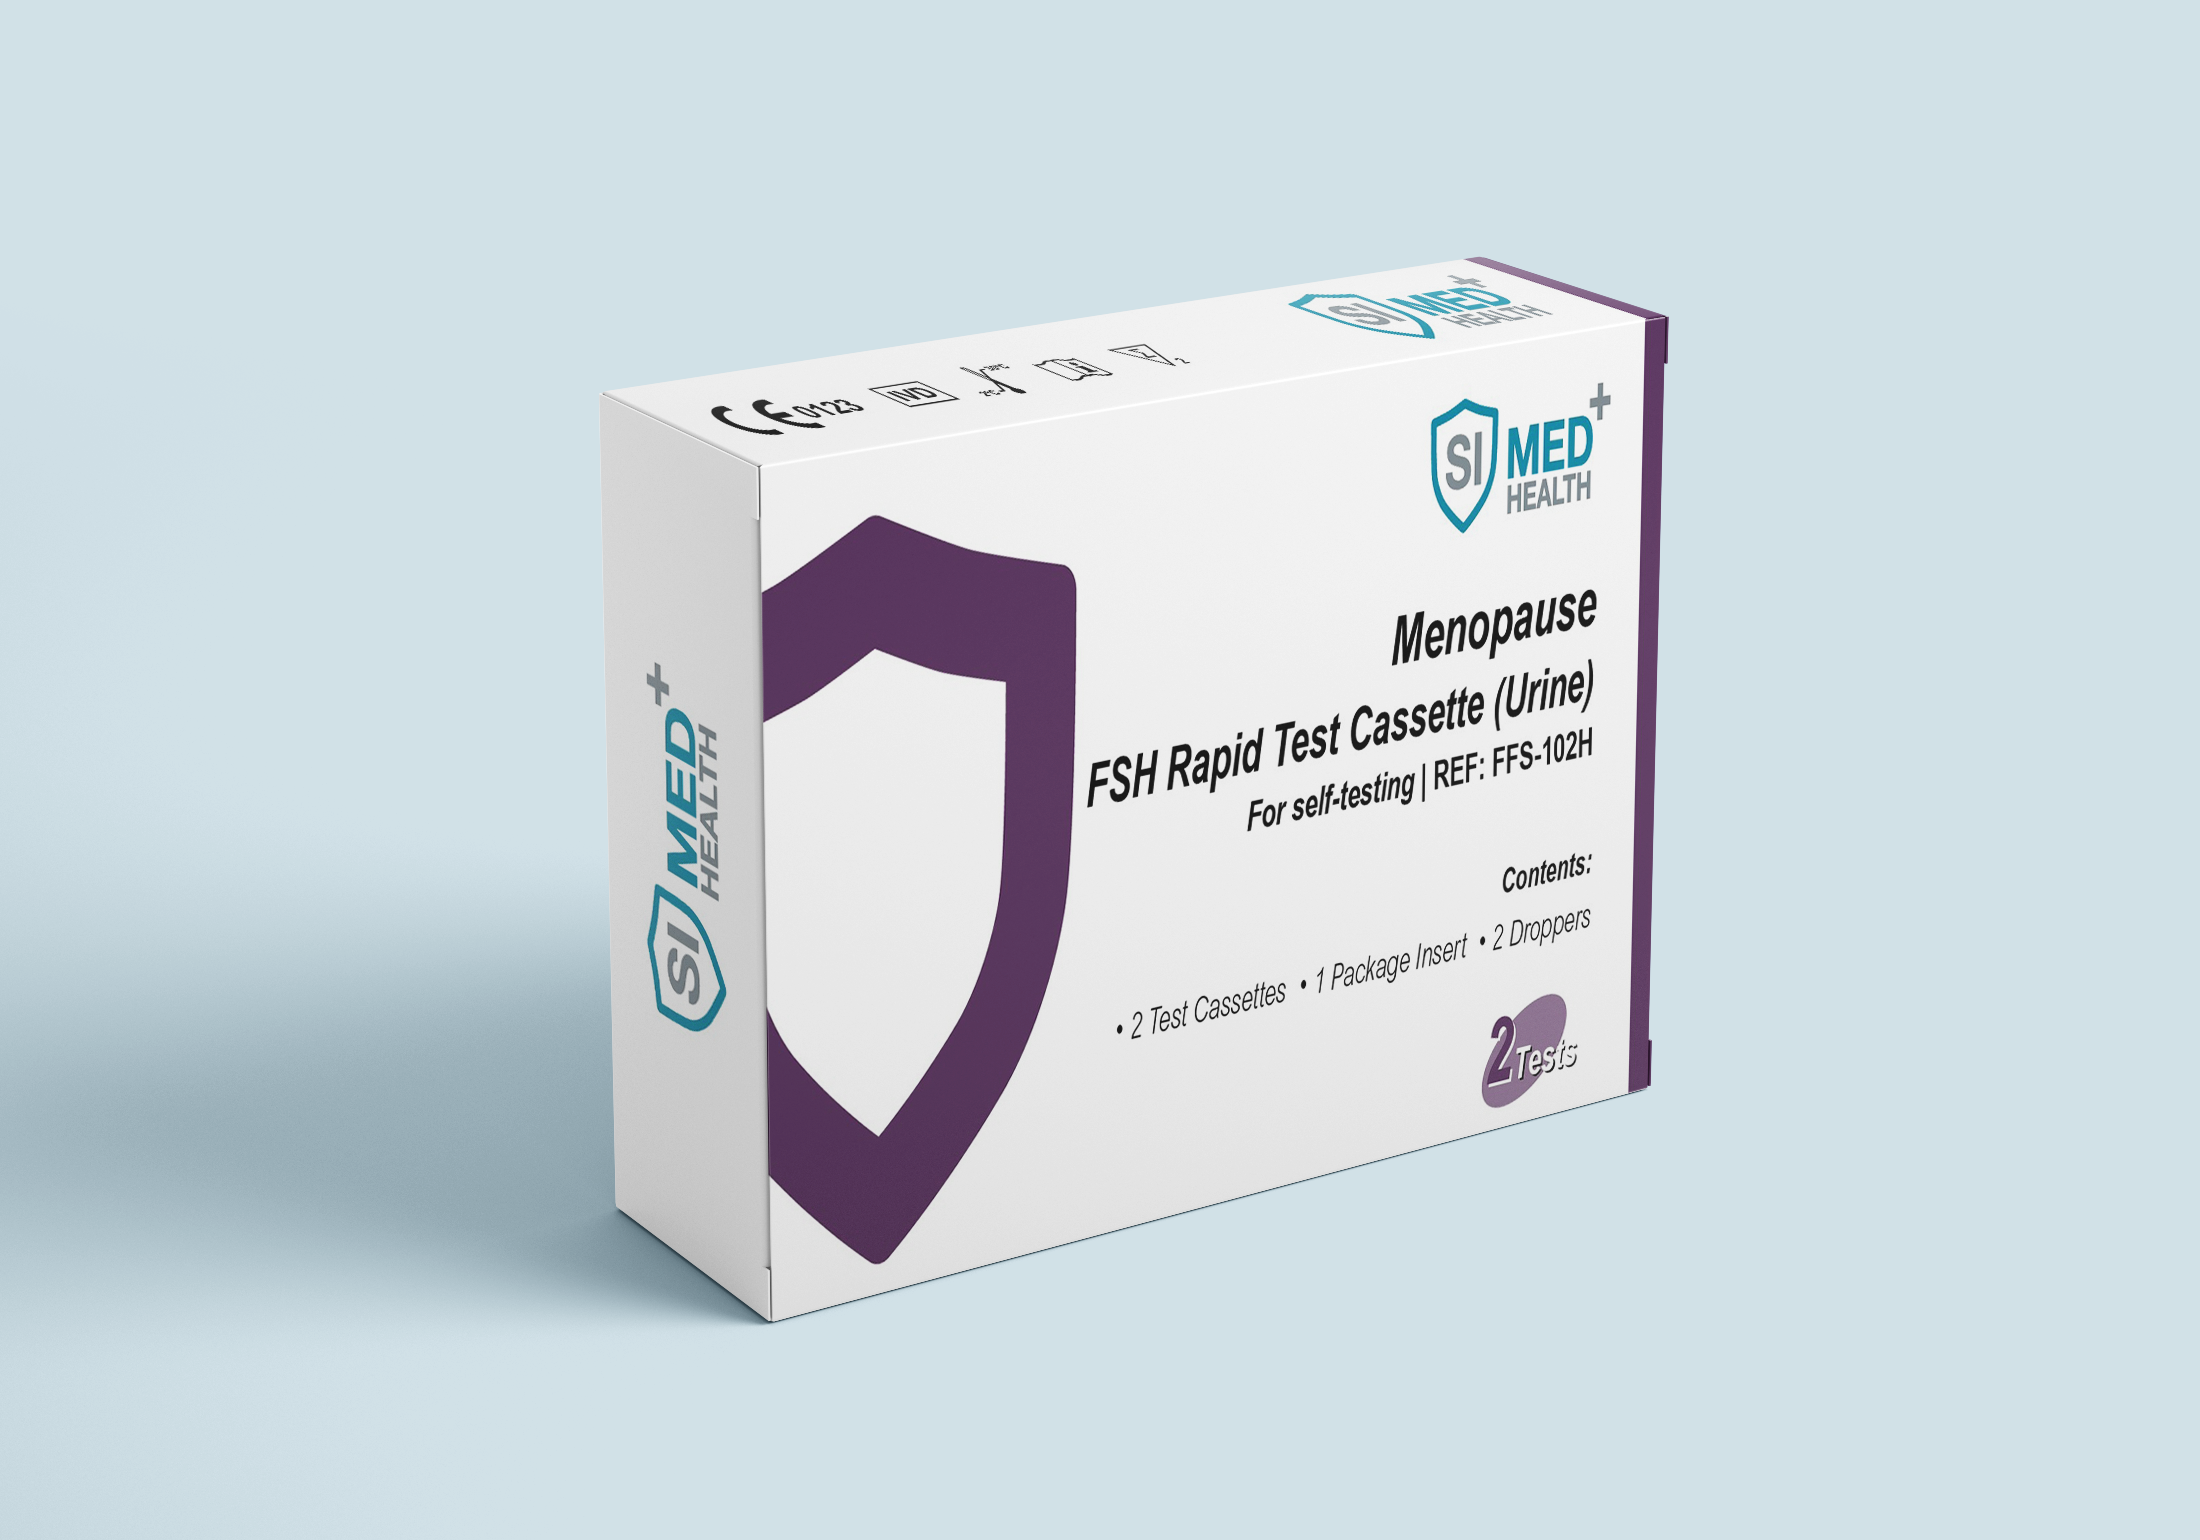 CE 0123
IVD
2
SI MED+
HEALTH
SI MED+
HEALTH
SI MED+
HEALTH
Menopause
FSH Rapid Test Cassette (Urine)
For self-testing | REF: FFS-102H
Contents:
• 2 Test Cassettes • 1 Package Insert • 2 Droppers
2 Tests